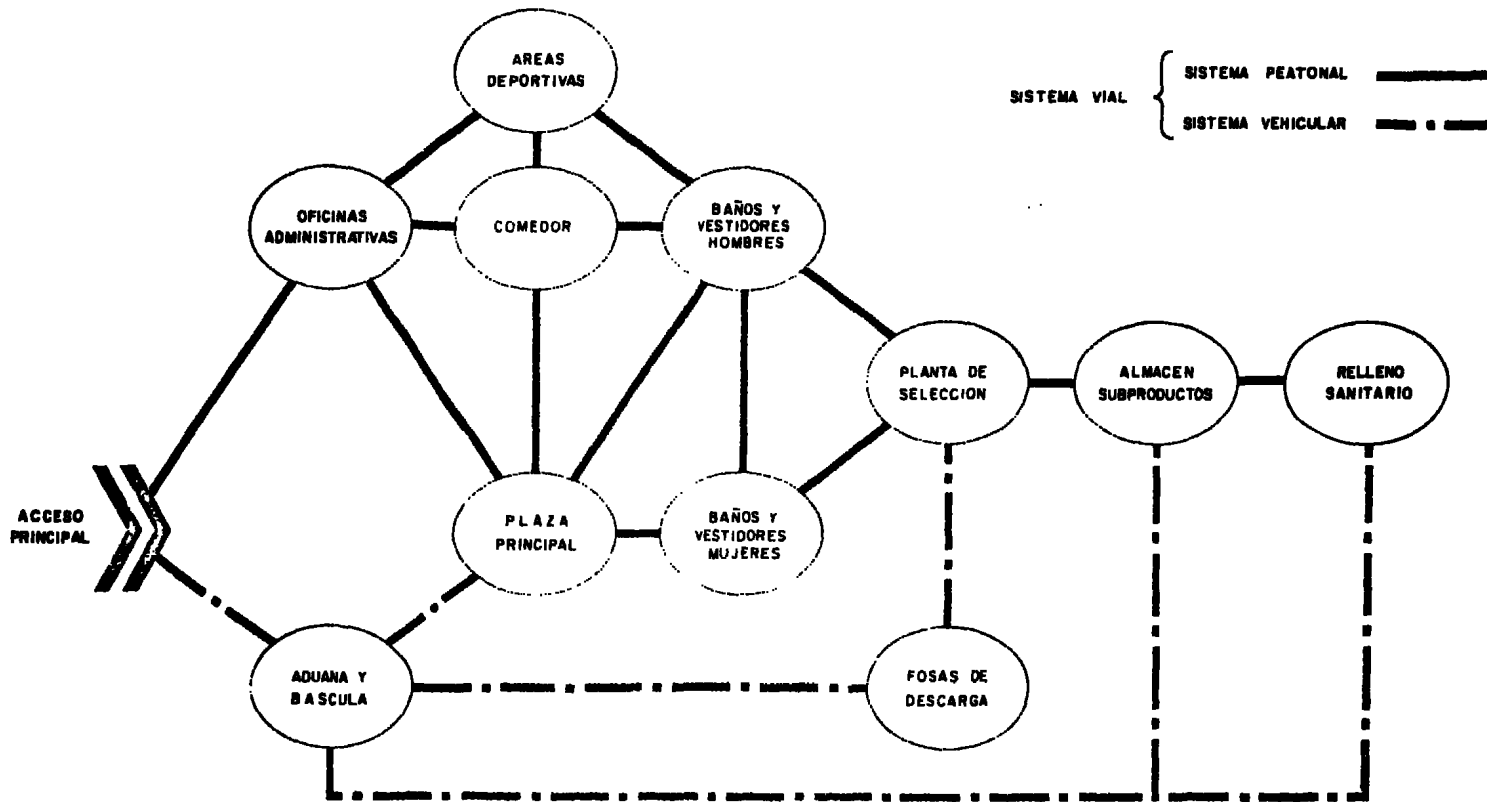 AREAS
DEPORTIVAS
SISTEMA VIAL
SISTEMA PEATONAL
SISTEMA VEHICULAR
OFICINAS
ADMINISTRATIVAS
COMEDOR
BAÑOS Y
VESTIDORES
HOMBRES
PLANTA DE
SELECCION
ALMACEN
SUBPRODUCTOS
RELLENO
SANITARIO
ACCESO
PRINCIPAL
PLAZA
PRINCIPAL
BAÑOS Y
VESTIDORES
MUJERES
ADUANA Y
BASCULA
FOSAS DE
DESCARGA